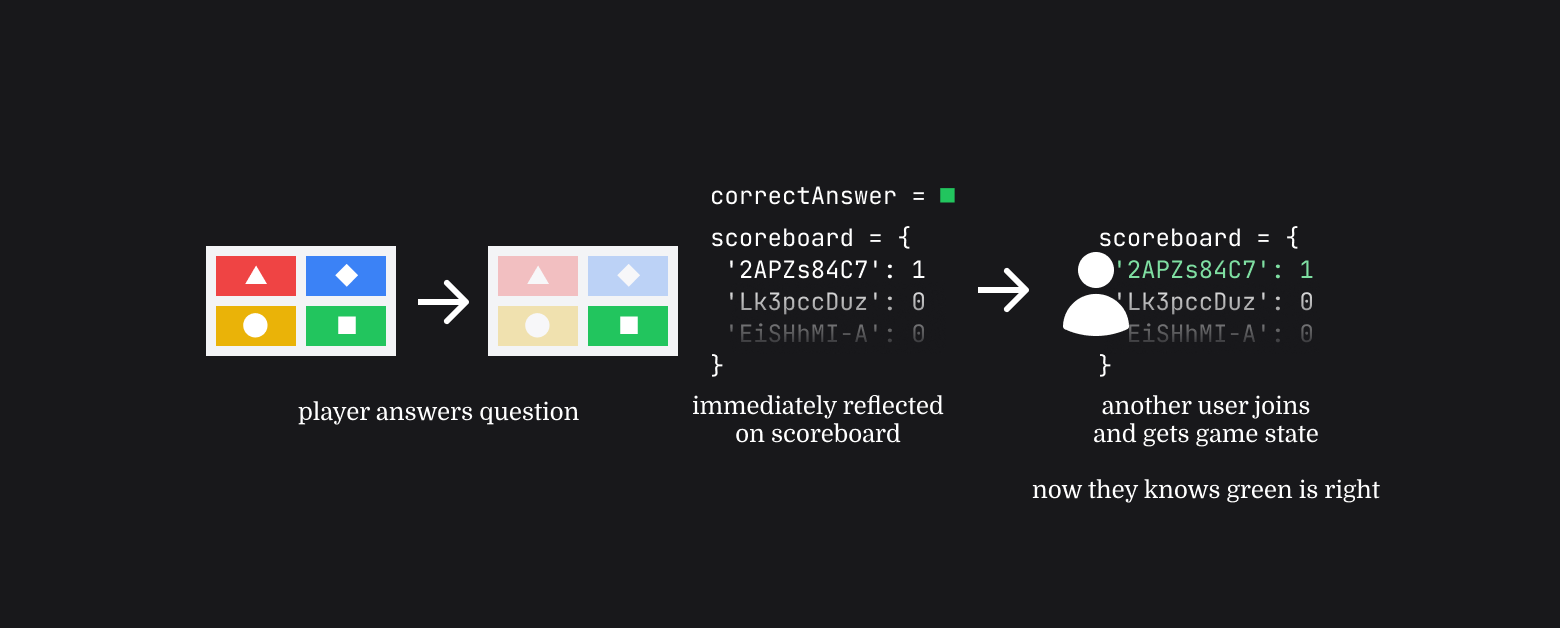 player answers question
correctAnswer =
scoreboard = {
'2APZs84C7': 1
'Lk3pccDuz': 0
'EiSHhMI-A': 0
}
immediately reflected
on scoreboard
scoreboard = {
'2APZs84C7': 1
'Lk3pccDuz': 0
EiSHhMI-A': 0
}
another user joins
and gets game state
now they knows green is right